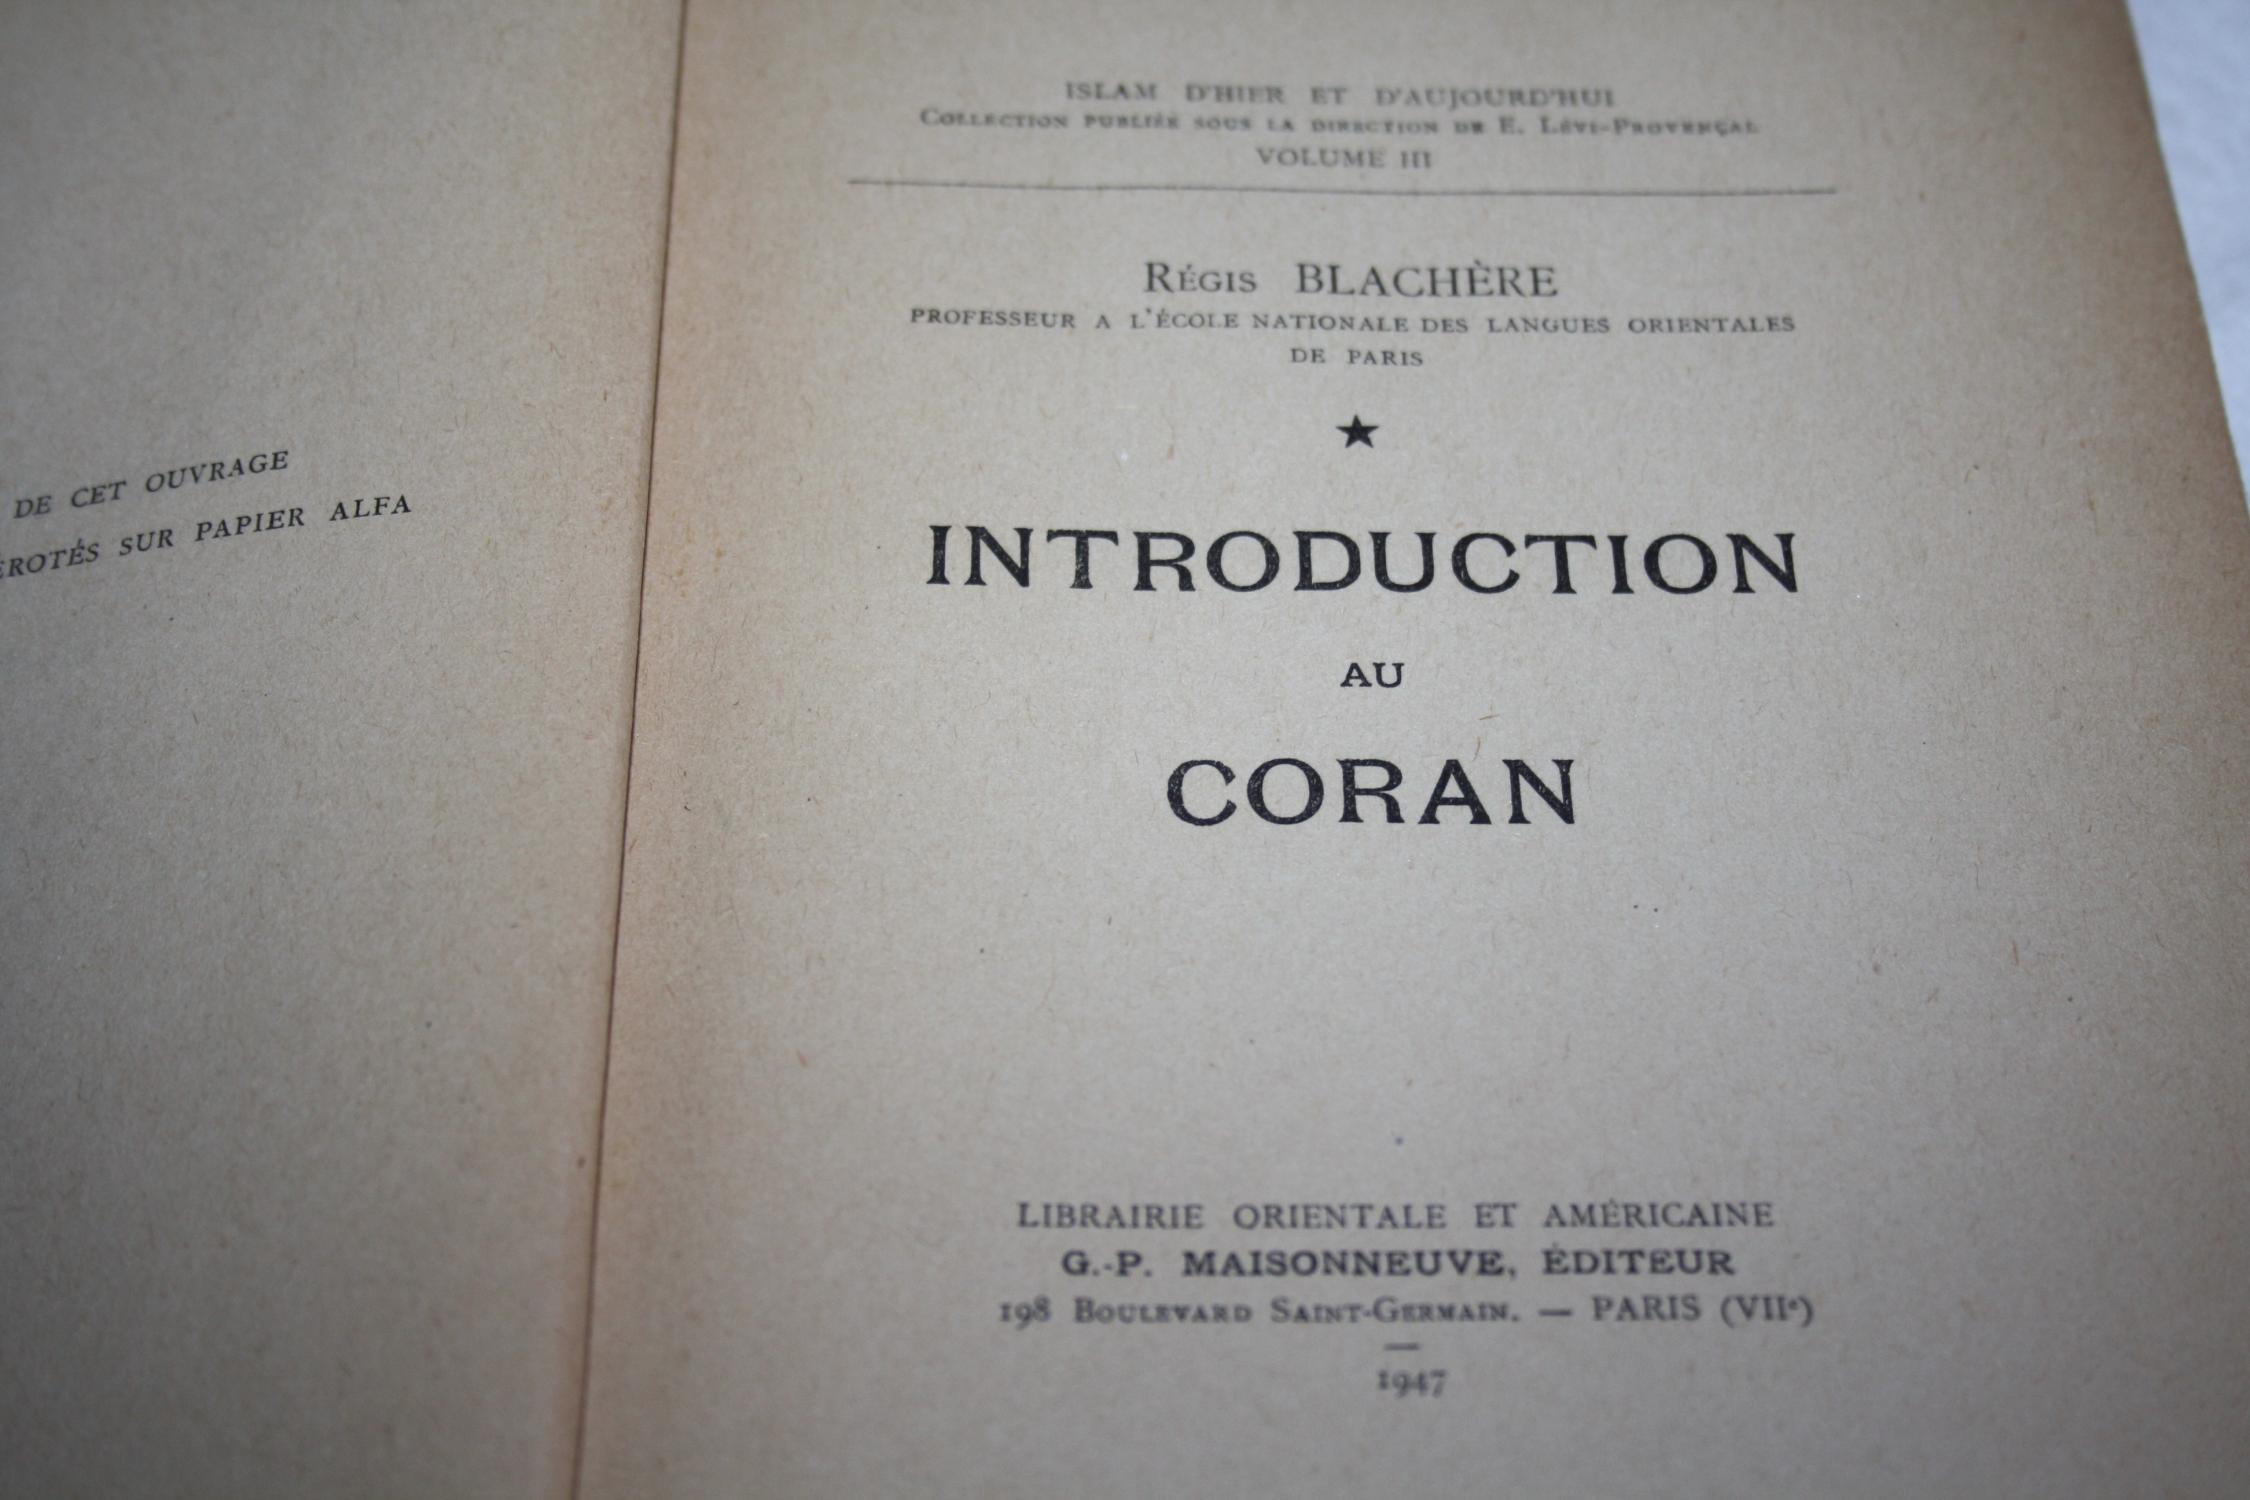 DE CET OUVRAGE
ÉROTÉS SUR PAPIER ALFA
ISLAM D'HIER ET D'AUJOURD'HUI
COLLECTION PUBLIÉE SOUS LA DIRECTION DE E. LÉVI-PROVENÇAL
VOLUME III
RÉGIS BLACHÈRE
PROFESSEUR A L'ÉCOLE NATIONALE DES LANGUES ORIENTALES
DE PARIS
★
INTRODUCTION
AU
CORAN
LIBRAIRIE ORIENTALE ET AMÉRICAINE
G.-P. MAISONNEUVE, ÉDITEUR
198 BOULEVARD SAINT-GERMAIN. — PARIS (VIIe)
1947